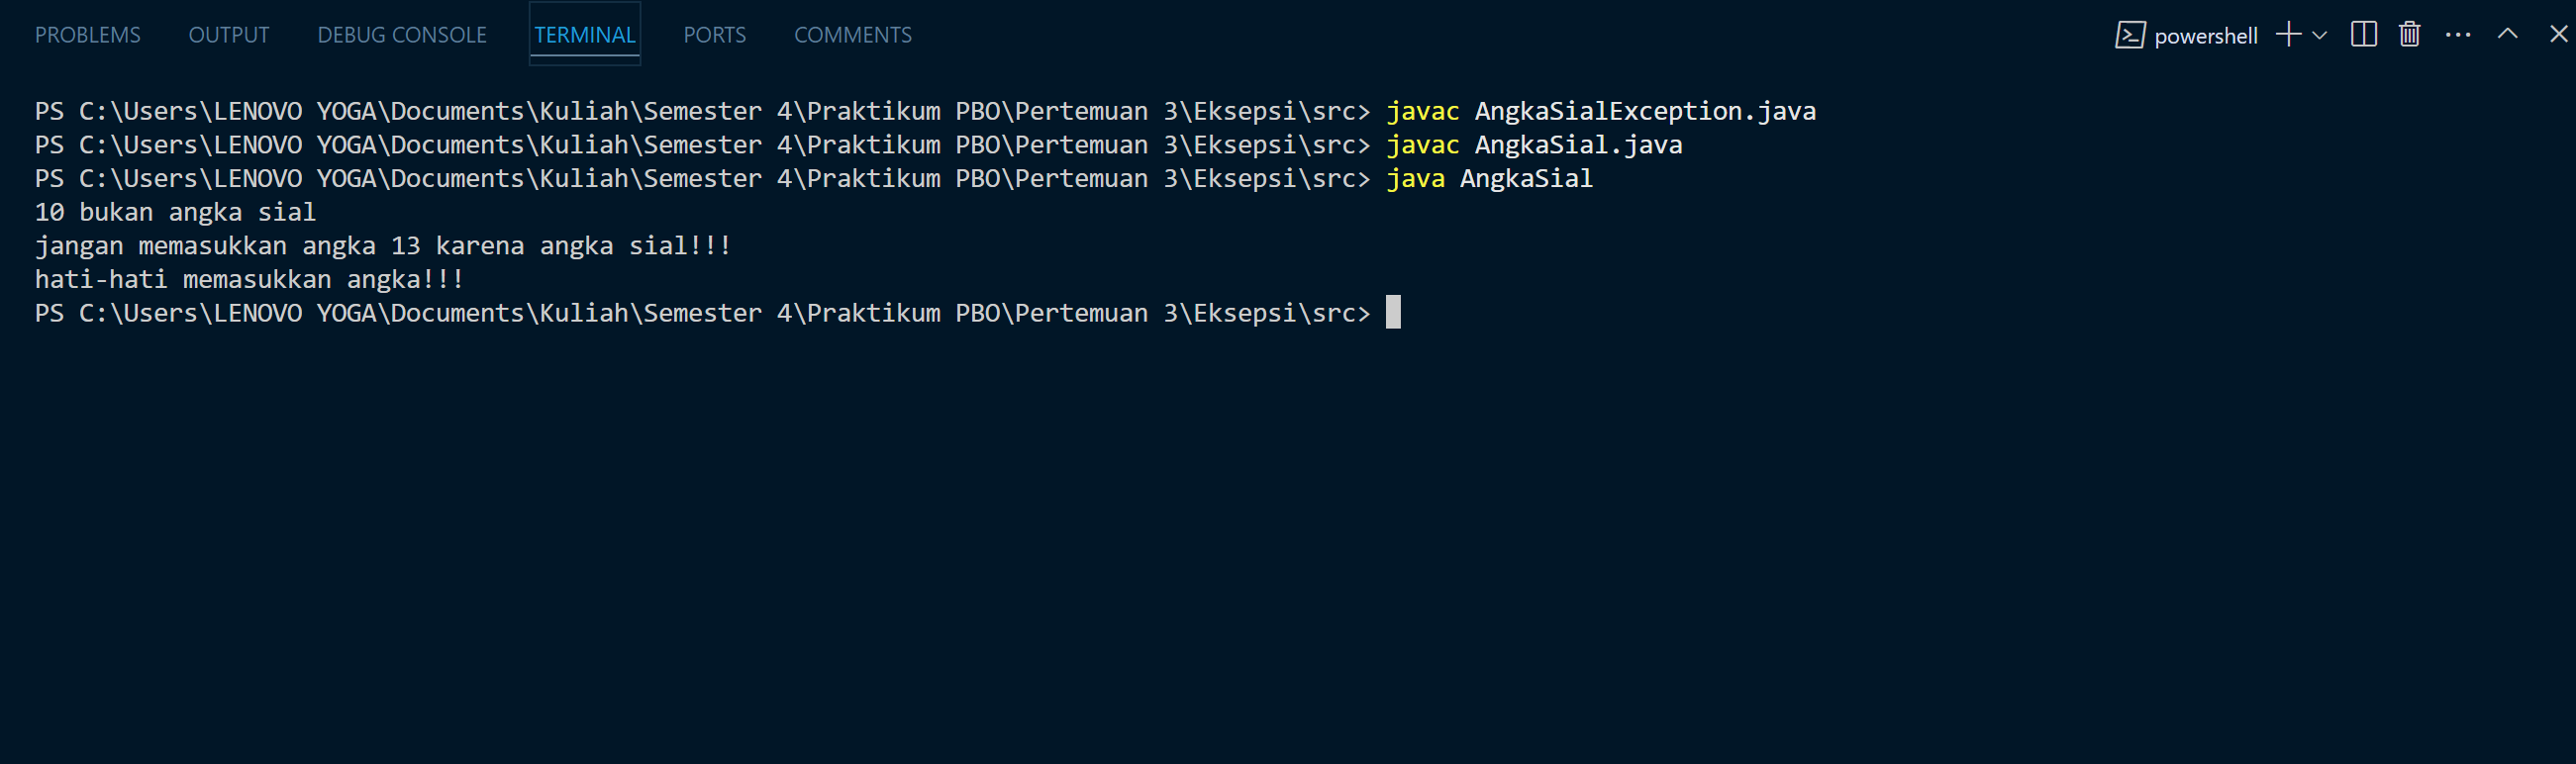 PROBLEMS OUTPUT DEBUG CONSOLE TERMINAL PORTS COMMENTS powershell
PS C:\Users\LENOVO YOGA\Documents\Kuliah\Semester 4\Praktikum PBO\Pertemuan 3\Eksepsi\src> javac AngkaSialException.java
PS C:\Users\LENOVO YOGA\Documents\Kuliah\Semester 4\Praktikum PBO\Pertemuan 3\Eksepsi\src> javac AngkaSial.java
PS C:\Users\LENOVO YOGA\Documents\Kuliah\Semester 4\Praktikum PBO\Pertemuan 3\Eksepsi\src> java AngkaSial
10 bukan angka sial
jangan memasukkan angka 13 karena angka sial!!!
hati-hati memasukkan angka!!!
PS C:\Users\LENOVO YOGA\Documents\Kuliah\Semester 4\Praktikum PBO\Pertemuan 3\Eksepsi\src>